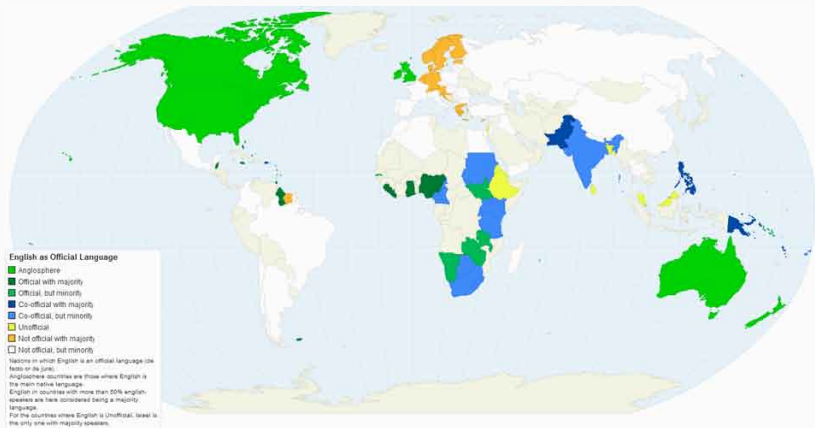 English as Official Language
Anglosphere
Official with majority
Official, but minority
Co-official with majority
Co-official, but minority
Unofficial
Not official with majority
Not official, but minority
Nations in which English is an official language (de
facto or de jure).
Anglosphere countries are those where English is
the main native language.
English in countries with more than 50% english-
speakers are here considered being a majority
language.
For the countries where English is Unofficial, Israel is
the only one with majority speakers.